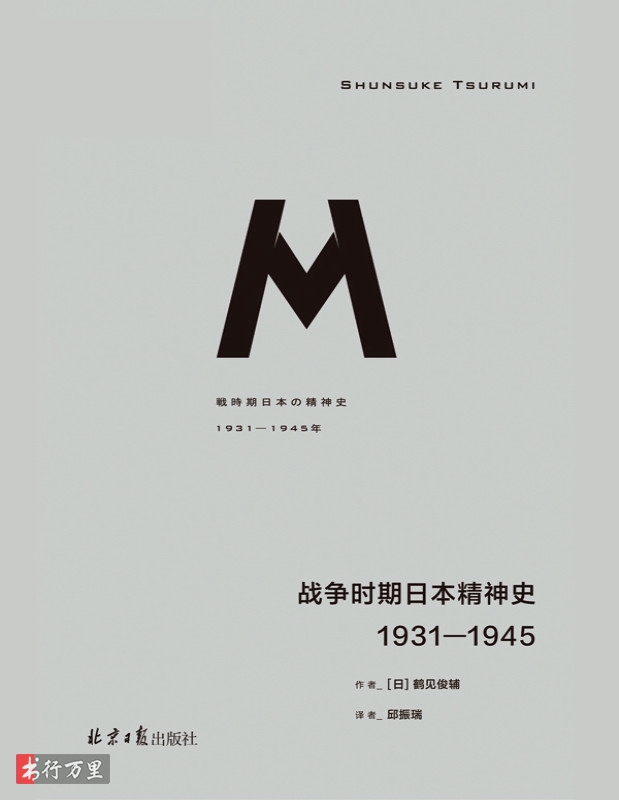 SHUNSUKE TSURUMI
M
戦時期日本の精神史
1931—1945年
战争时期日本精神史
1931—1945
作者_ [日] 鹤见俊辅
译者_ 邱振瑞
北京日报出版社
书行万里